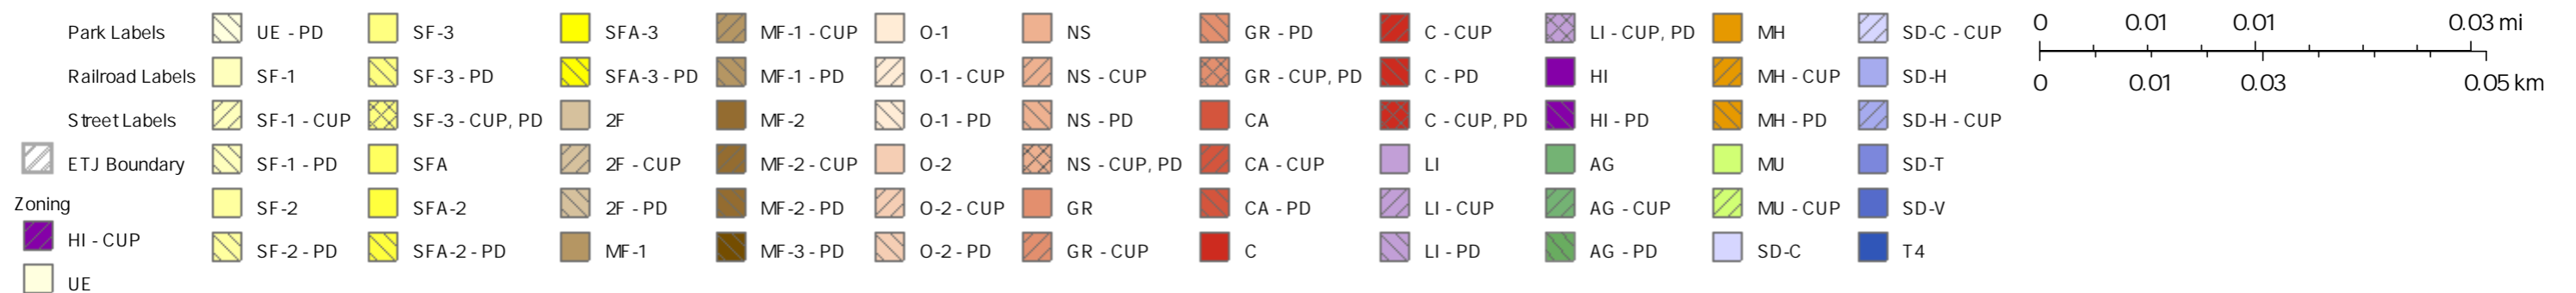 Park Labels
Railroad Labels
Street Labels
ETJ Boundary
Zoning
HI - CUP
UE
UE - PD
SF-1
SF-1 - CUP
SF-1 - PD
SF-2
SF-2 - PD
SF-3
SF-3 - PD
SF-3 - CUP, PD
SFA
SFA-2
SFA-2 - PD
SFA-3
SFA-3 - PD
2F
2F - CUP
2F - PD
MF-1
MF-1 - CUP
MF-1 - PD
MF-2
MF-2 - CUP
MF-2 - PD
MF-3 - PD
O-1
O-1 - CUP
O-1 - PD
O-2
O-2 - CUP
O-2 - PD
NS
NS - CUP
NS - PD
NS - CUP, PD
GR
GR - CUP
GR - PD
GR - CUP, PD
CA
CA - CUP
CA - PD
C
C - CUP
C - PD
C - CUP, PD
LI
LI - CUP
LI - PD
LI - CUP, PD
HI
HI - PD
AG
AG - CUP
AG - PD
MH
MH - CUP
MH - PD
MU
MU - CUP
SD-C
SD-C - CUP
SD-H
SD-H - CUP
SD-T
SD-V
T4
0 0.01 0.01 0.03 mi
0 0.01 0.03 0.05 km